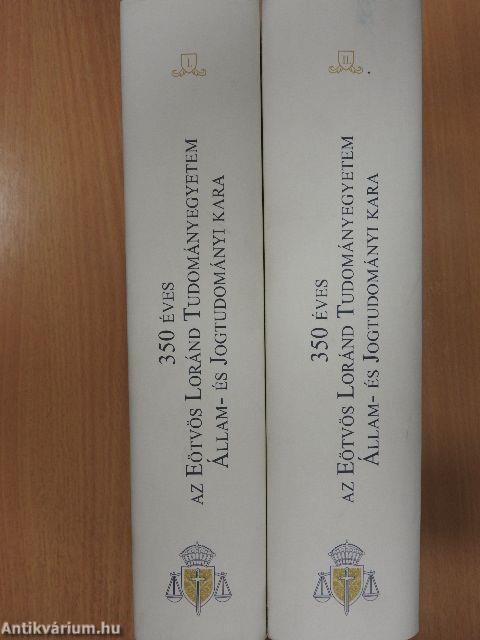 I.
350 ÉVES
AZ EÖTVÖS LORÁND TUDOMÁNYEGYETEM
ÁLLAM- ÉS JOGTUDOMÁNYI KARA
II.
350 ÉVES
AZ EÖTVÖS LORÁND TUDOMÁNYEGYETEM
ÁLLAM- ÉS JOGTUDOMÁNYI KARA
Antikvárium.hu